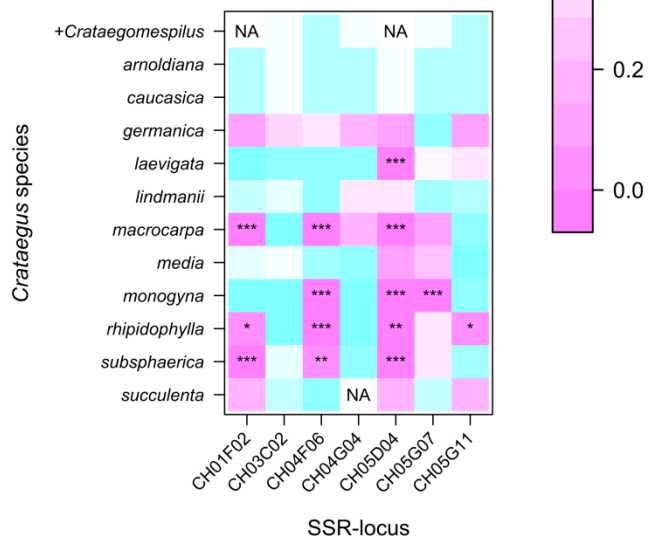 +Crataegomespilus NA NA
arnoldiana
caucasica
germanica
laevigata ***
lindmanii
macrocarpa *** *** ***
media
monogyna *** *** ***
rhipidophylla * *** ** *
subsphaerica *** ** ***
succulenta NA
Crataegus species
CH01F02 CH03C02 CH04F06 CH04G04 CH05D04 CH05G07 CH05G11
SSR-locus
0.2
0.0